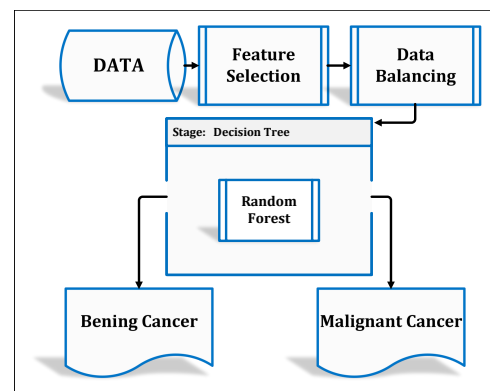 DATA
Feature
Selection
Data
Balancing
Stage: Decision Tree
Random
Forest
Bening Cancer
Malignant Cancer